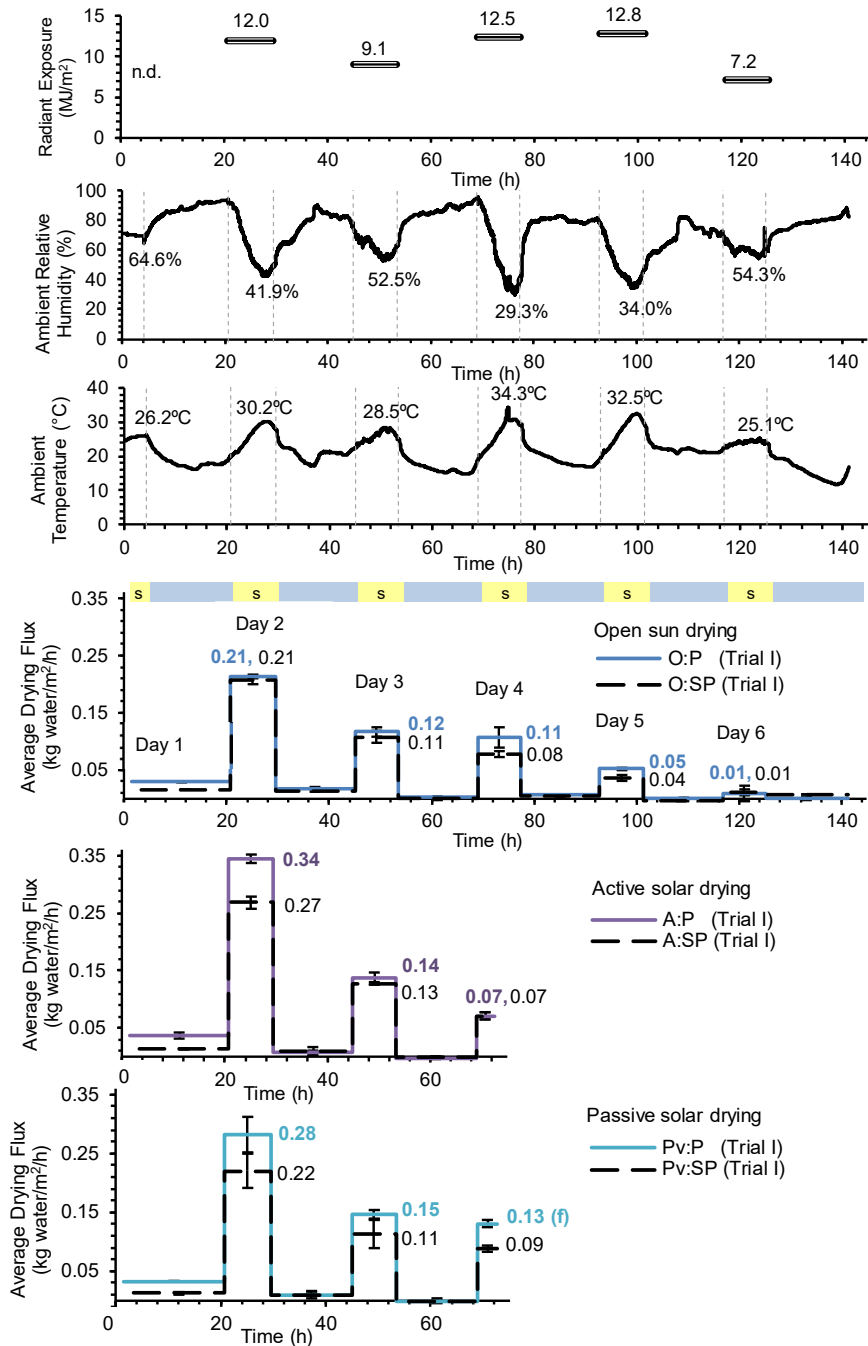 Radiant Exposure
(MJ/m²)
15
10
5
0
n.d.
12.0
9.1
12.5
12.8
7.2
0 20 40 60 80 100 120 140
Time (h)
Ambient Relative
Humidity (%)
100
80
60
40
20
0
64.6%
41.9%
52.5%
29.3%
34.0%
54.3%
0 20 40 60 80 100 120 140
Time (h)
Ambient
Temperature (°C)
40
30
20
10
0
26.2ºC
30.2ºC
28.5ºC
34.3ºC
32.5ºC
25.1ºC
0 20 40 60 80 100 120 140
Time (h)
s s s s s s
Average Drying Flux
(kg water/m²/h)
0.35
0.25
0.15
0.05
Day 1
Day 2
0.21, 0.21
Day 3
0.12
0.11
Day 4
0.11
0.08
Day 5
0.05
0.04
Day 6
0.01, 0.01
Open sun drying
O:P (Trial I)
O:SP (Trial I)
0 20 40 60 80 100 120 140
Time (h)
Average Drying Flux
(kg water/m²/h)
0.35
0.25
0.15
0.05
0.34
0.27
0.14
0.13
0.07, 0.07
Active solar drying
A:P (Trial I)
A:SP (Trial I)
0 20 40 60
Time (h)
Average Drying Flux
(kg water/m²/h)
0.35
0.25
0.15
0.05
0.28
0.22
0.15
0.11
0.13 (f)
0.09
Passive solar drying
Pv:P (Trial I)
Pv:SP (Trial I)
0 20 40 60
Time (h)